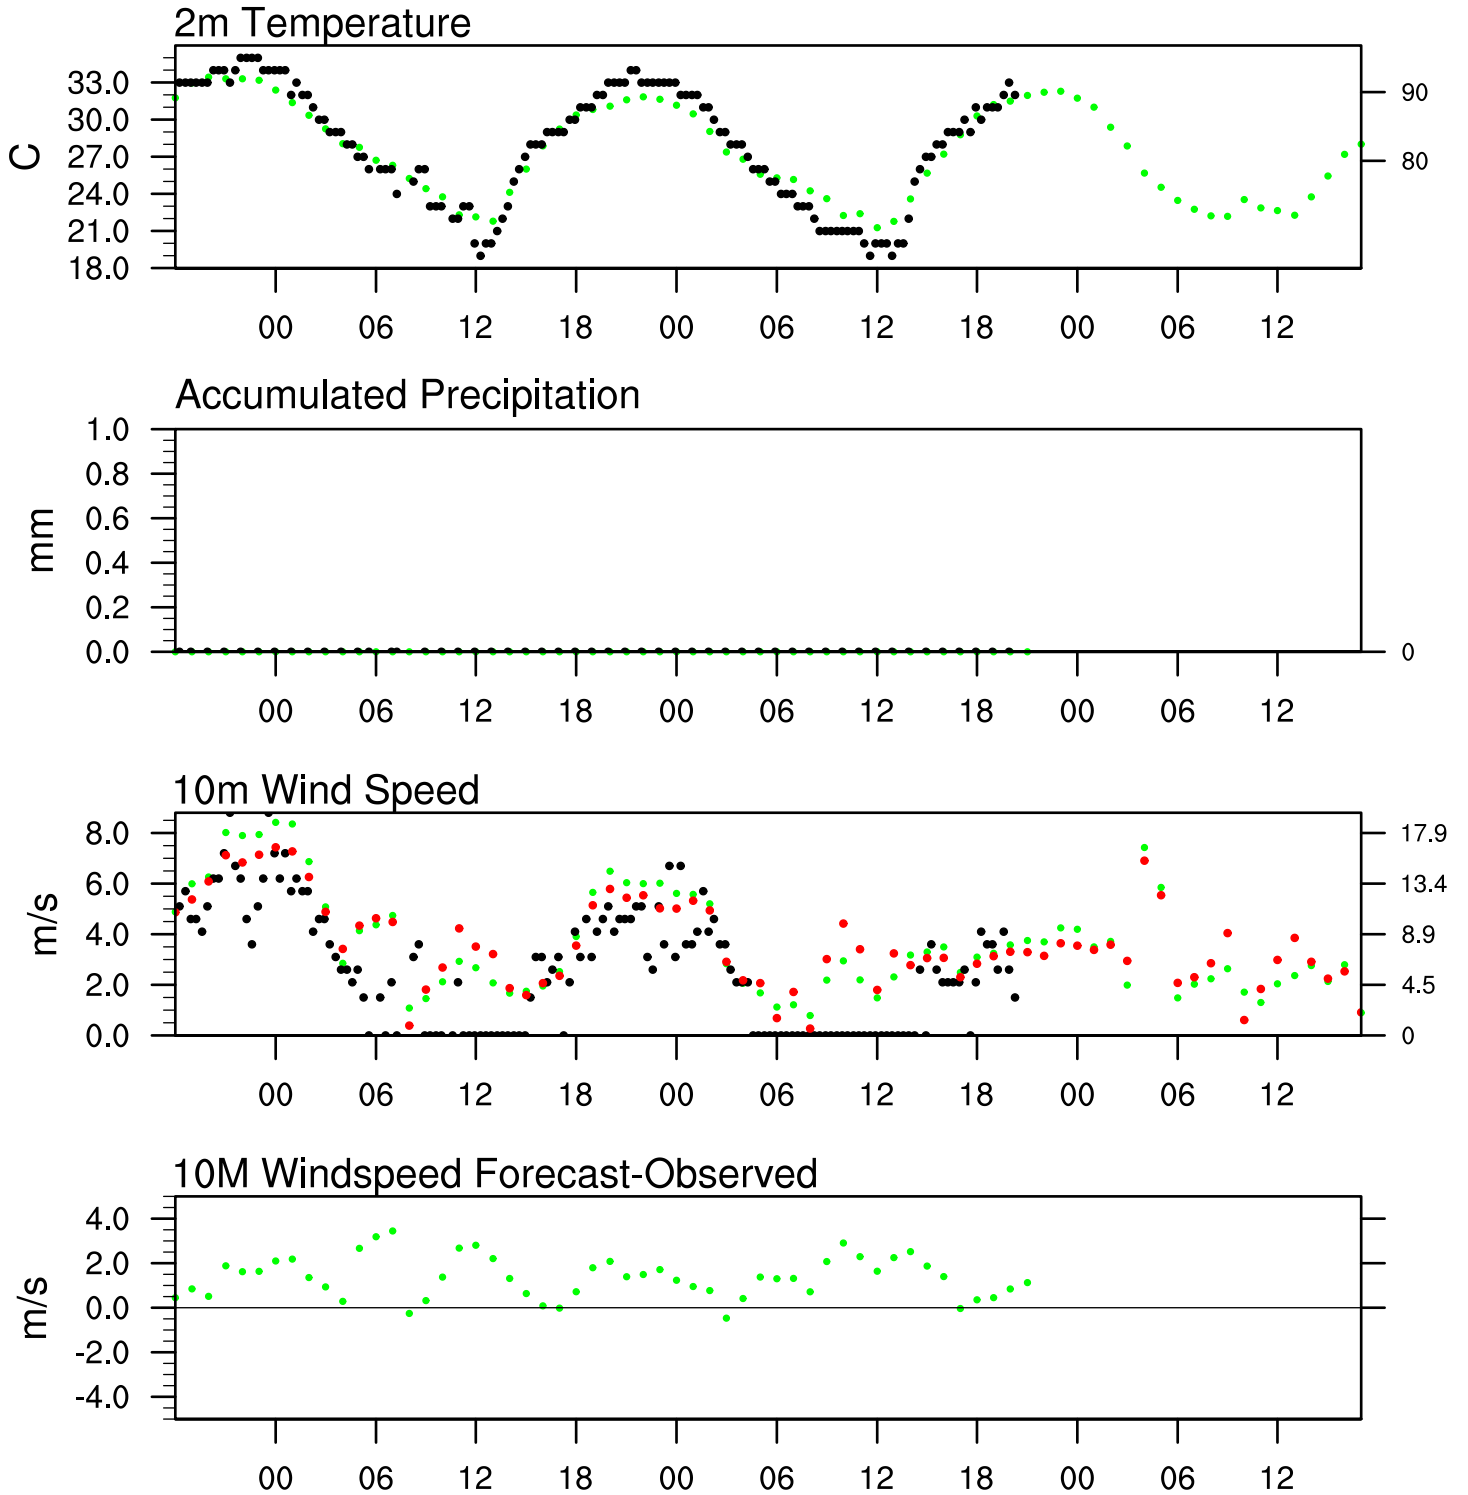 2m Temperature
33.0
30.0
27.0
24.0
21.0
18.0
C
90
80
00 06 12 18 00 06 12 18 00 06 12
Accumulated Precipitation
1.0
0.8
0.6
0.4
0.2
0.0
mm
0
00 06 12 18 00 06 12 18 00 06 12
10m Wind Speed
8.0
6.0
4.0
2.0
0.0
m/s
17.9
13.4
8.9
4.5
0
00 06 12 18 00 06 12 18 00 06 12
10M Windspeed Forecast-Observed
4.0
2.0
0.0
-2.0
-4.0
m/s
00 06 12 18 00 06 12 18 00 06 12